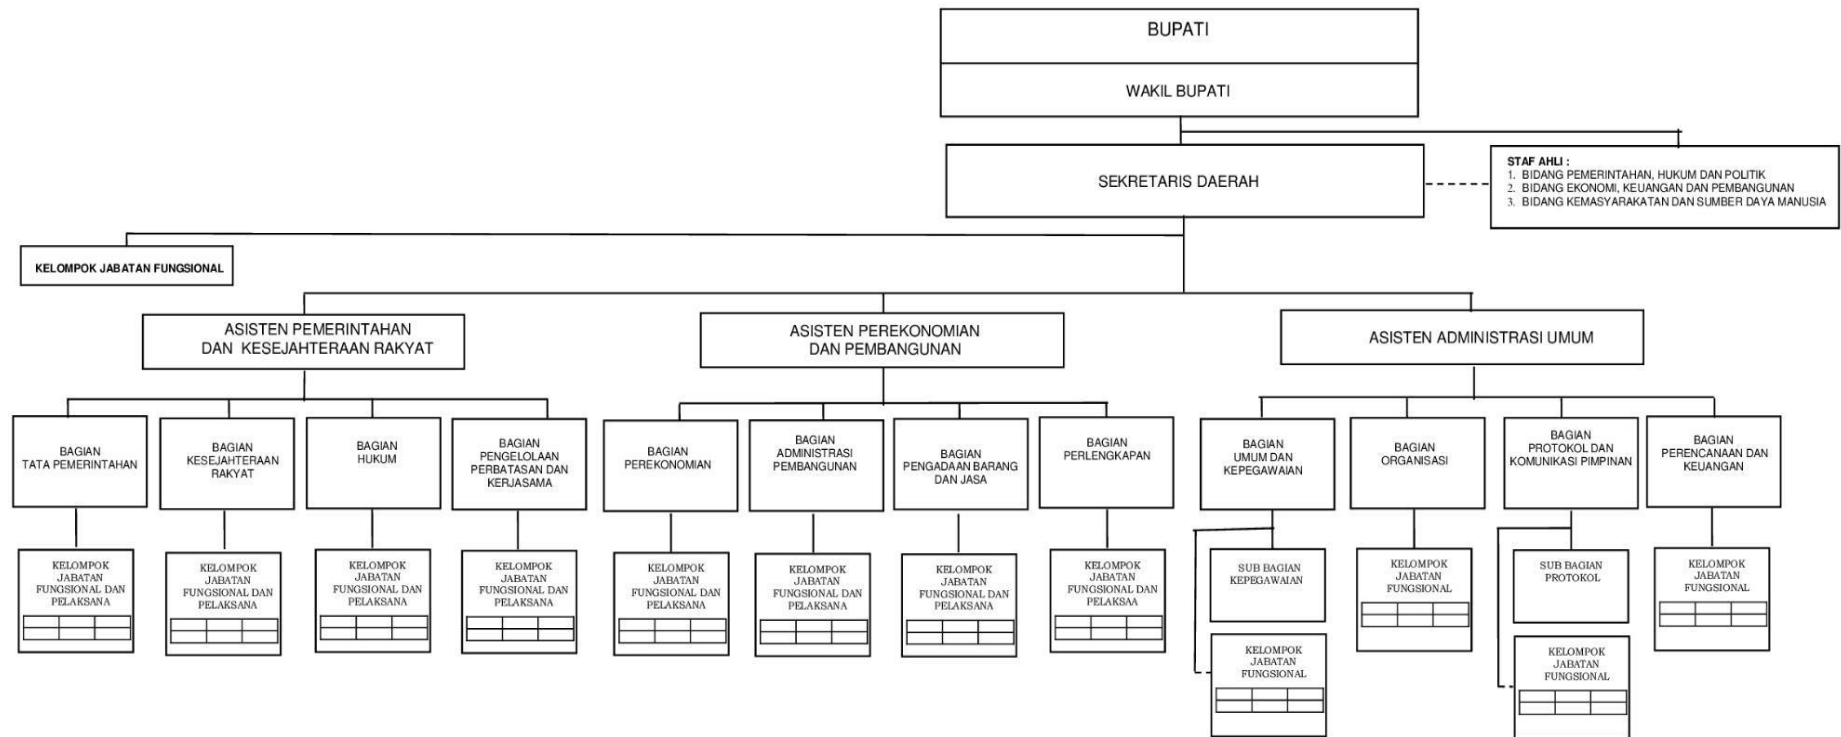 BUPATI
WAKIL BUPATI
SEKRETARIS DAERAH
STAF AHLI :
1. BIDANG PEMERINTAHAN, HUKUM DAN POLITIK
2. BIDANG EKONOMI, KEUANGAN DAN PEMBANGUNAN
3. BIDANG KEMASYARAKATAN DAN SUMBER DAYA MANUSIA
KELOMPOK JABATAN FUNGSIONAL
ASISTEN PEMERINTAHAN
DAN KESEJAHTERAAN RAKYAT
ASISTEN PEREKONOMIAN
DAN PEMBANGUNAN
ASISTEN ADMINISTRASI UMUM
BAGIAN
TATA PEMERINTAHAN
BAGIAN
KESEJAHTERAAN
RAKYAT
BAGIAN
HUKUM
BAGIAN
PENGELOLAAN
PERBATASAN DAN
KERJASAMA
BAGIAN
PEREKONOMIAN
BAGIAN
ADMINISTRASI
PEMBANGUNAN
BAGIAN
PENGADAAN BARANG
DAN JASA
BAGIAN
PERLENGKAPAN
BAGIAN
UMUM DAN
KEPEGAWAIAN
BAGIAN
ORGANISASI
BAGIAN
PROTOKOL DAN
KOMUNIKASI PIMPINAN
BAGIAN
PERENCANAAN DAN
KEUANGAN
KELOMPOK
JABATAN
FUNGSIONAL DAN
PELAKSANA
KELOMPOK
JABATAN
FUNGSIONAL DAN
PELAKSANA
KELOMPOK
JABATAN
FUNGSIONAL DAN
PELAKSANA
KELOMPOK
JABATAN
FUNGSIONAL DAN
PELAKSANA
KELOMPOK
JABATAN
FUNGSIONAL DAN
PELAKSANA
KELOMPOK
JABATAN
FUNGSIONAL DAN
PELAKSANA
KELOMPOK
JABATAN
FUNGSIONAL DAN
PELAKSANA
KELOMPOK
JABATAN
FUNGSIONAL DAN
PELAKSAA
SUB BAGIAN
KEPEGAWAIAN
KELOMPOK
JABATAN
FUNGSIONAL
SUB BAGIAN
PROTOKOL
KELOMPOK
JABATAN
FUNGSIONAL
KELOMPOK
JABATAN
FUNGSIONAL
KELOMPOK
JABATAN
FUNGSIONAL